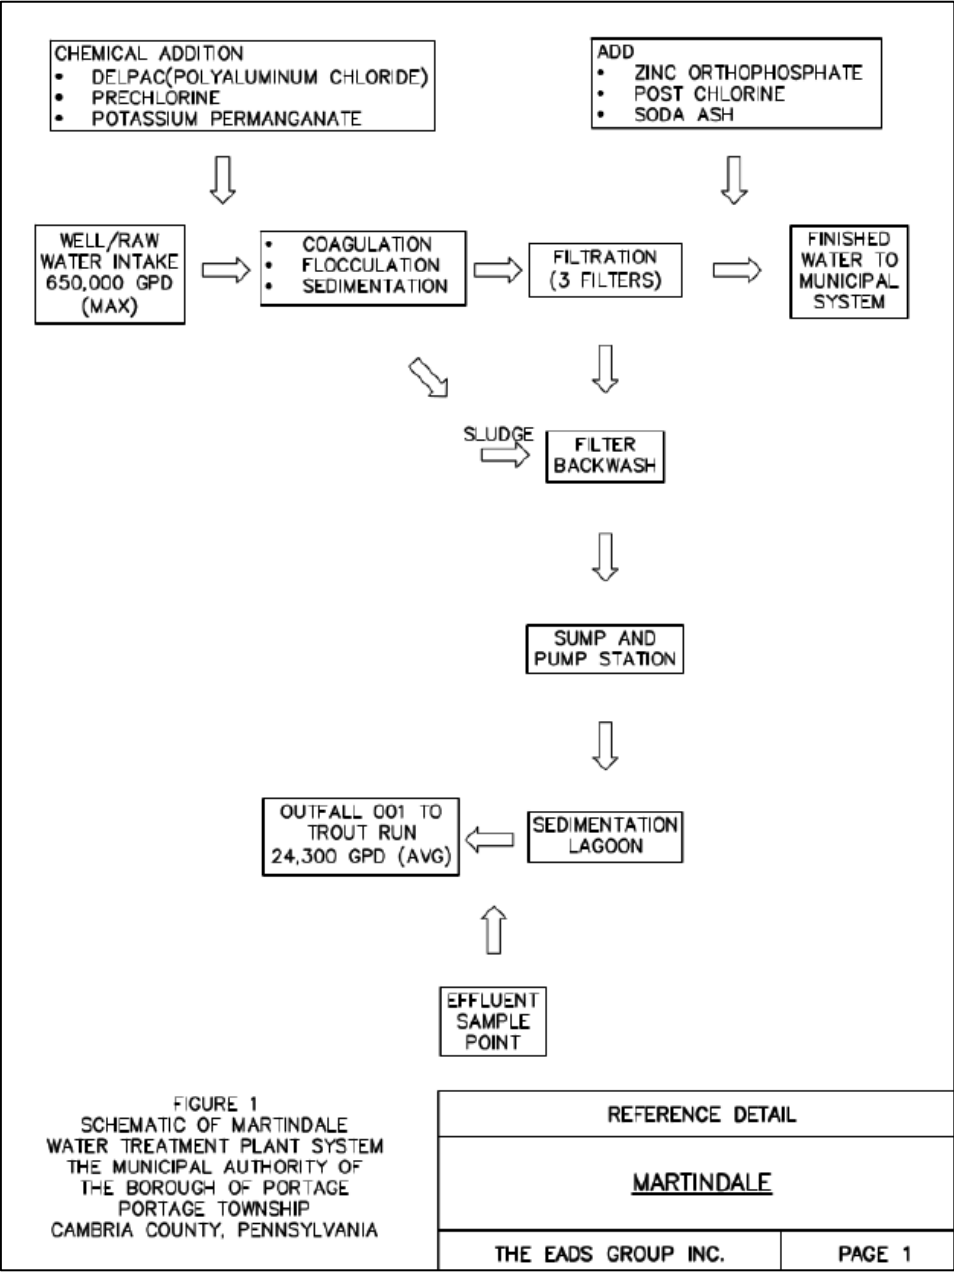 CHEMICAL ADDITION
• DELPAC(POLYALUMINUM CHLORIDE)
• PRECHLORINE
• POTASSIUM PERMANGANATE
ADD
• ZINC ORTHOPHOSPHATE
• POST CHLORINE
• SODA ASH
WELL/RAW
WATER INTAKE
650,000 GPD
(MAX)
• COAGULATION
• FLOCCULATION
• SEDIMENTATION
FILTRATION
(3 FILTERS)
FINISHED
WATER TO
MUNICIPAL
SYSTEM
SLUDGE
FILTER
BACKWASH
SUMP AND
PUMP STATION
OUTFALL 001 TO
TROUT RUN
24,300 GPD (AVG)
SEDIMENTATION
LAGOON
EFFLUENT
SAMPLE
POINT
FIGURE 1
SCHEMATIC OF MARTINDALE
WATER TREATMENT PLANT SYSTEM
THE MUNICIPAL AUTHORITY OF
THE BOROUGH OF PORTAGE
PORTAGE TOWNSHIP
CAMBRIA COUNTY, PENNSYLVANIA
REFERENCE DETAIL
MARTINDALE
THE EADS GROUP INC.
PAGE 1